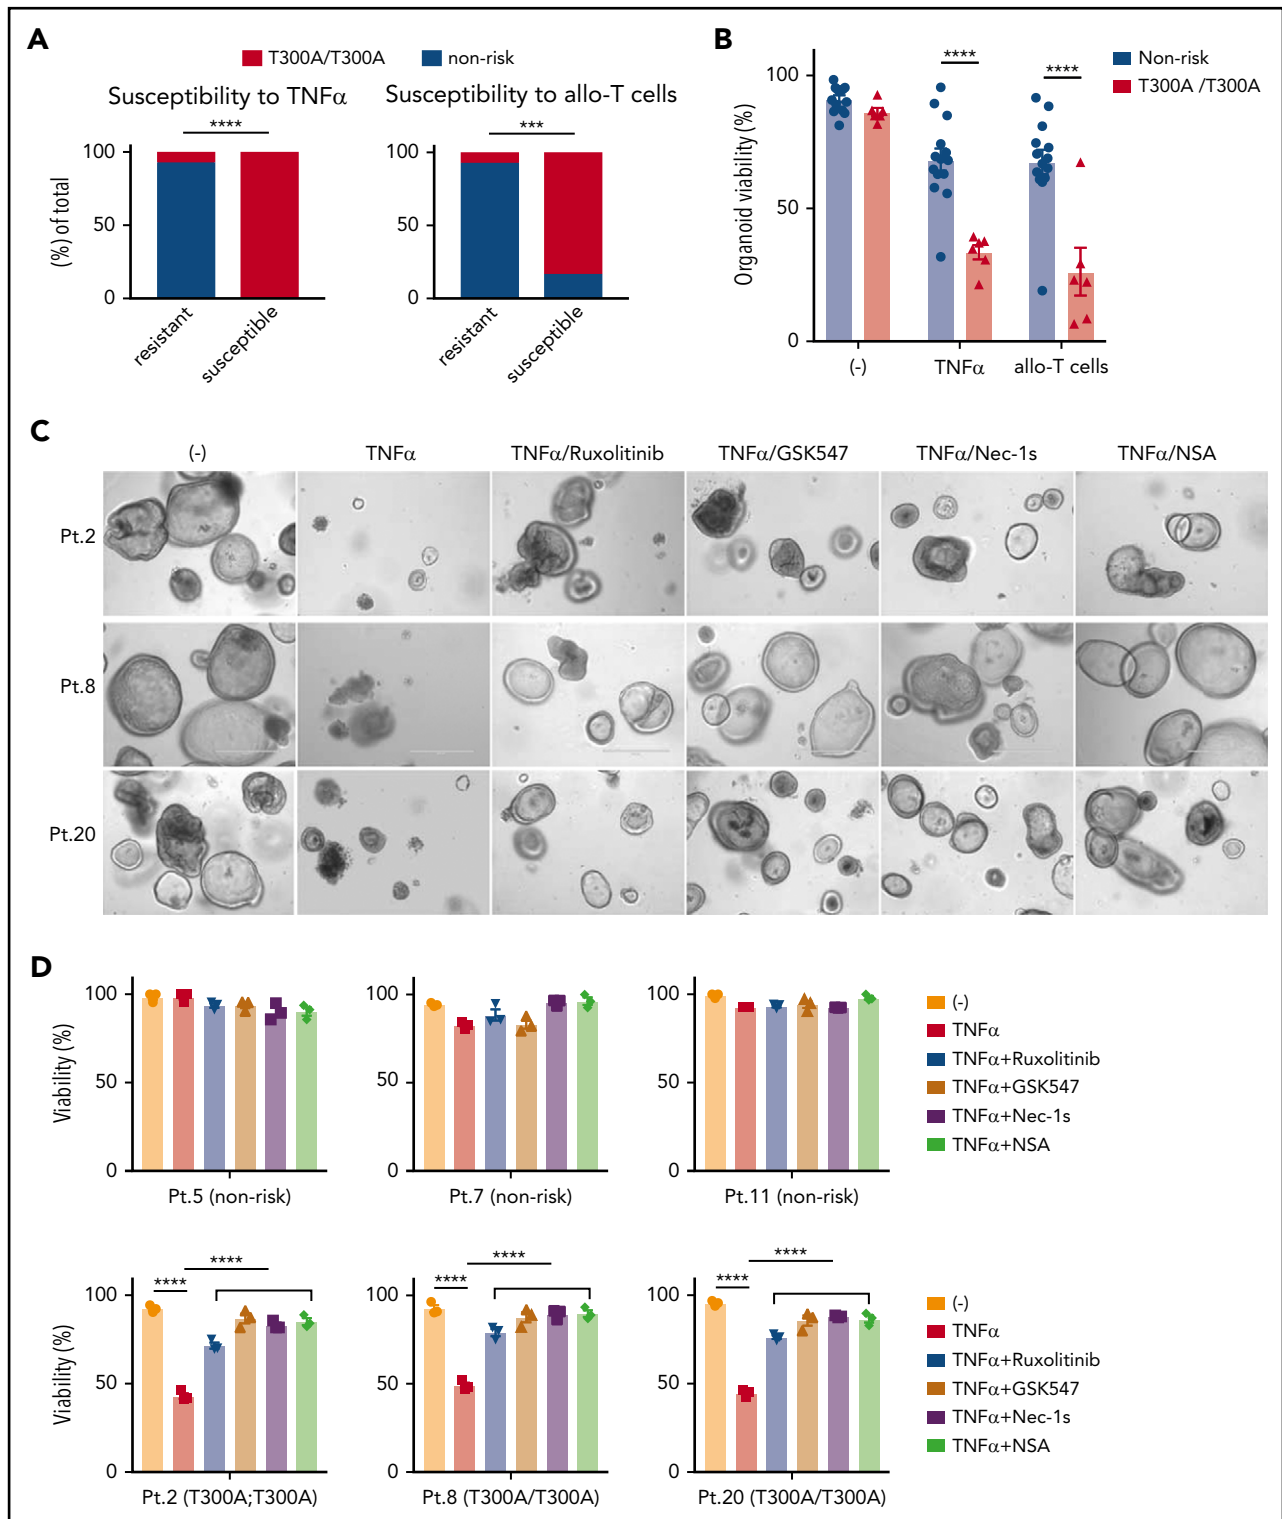 A
T300A/T300A non-risk
Susceptibility to TNFα
****
100
50
0
(%) of total
resistant
susceptible
Susceptibility to allo-T cells
***
100
50
0
resistant
susceptible
B
Non-risk
T300A /T300A
**** ****
100
50
0
Organoid viability (%)
(-) TNFα allo-T cells
C
(-) TNFα TNFα/Ruxolitinib TNFα/GSK547 TNFα/Nec-1s TNFα/NSA
Pt.2
Pt.8
Pt.20
D
Viability (%)
100
50
0
Pt.5 (non-risk)
100
50
0
Pt.7 (non-risk)
100
50
0
Pt.11 (non-risk)
(-)
TNFα
TNFα+Ruxolitinib
TNFα+GSK547
TNFα+Nec-1s
TNFα+NSA
Viability (%)
****
****
100
50
0
Pt.2 (T300A;T300A)
****
****
100
50
0
Pt.8 (T300A/T300A)
****
****
100
50
0
Pt.20 (T300A/T300A)
(-)
TNFα
TNFα+Ruxolitinib
TNFα+GSK547
TNFα+Nec-1s
TNFα+NSA